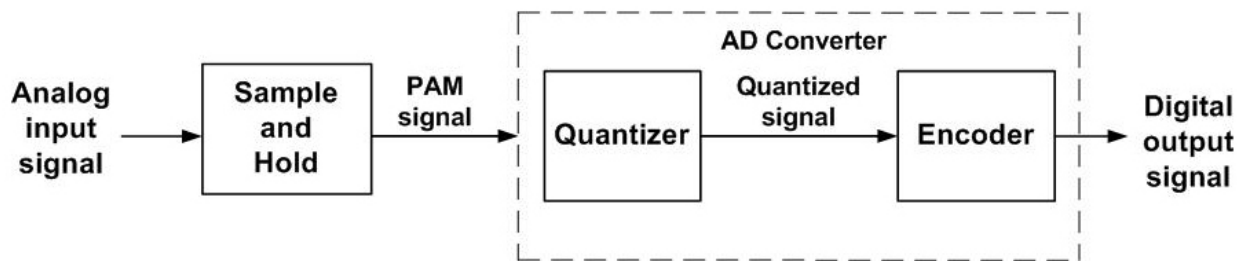 Analog
input
signal
Sample
and
Hold
PAM
signal
AD Converter
Quantizer
Quantized
signal
Encoder
Digital
output
signal